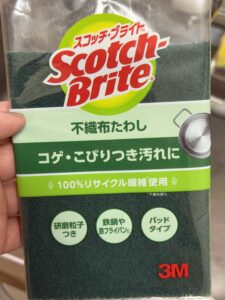 スコッチ・ブライト
Scotch-
Brite
不織布たわし
コゲ・こびりつき汚れに
100%リサイクル繊維使用
研磨粒子
つき
鉄鍋や
鉄フライパンに
パッド
タイプ
3M